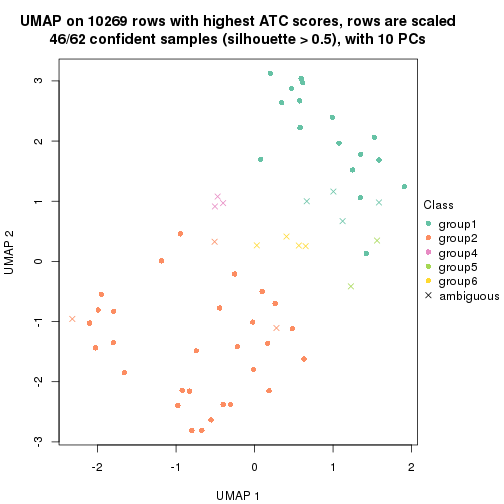 UMAP on 10269 rows with highest ATC scores, rows are scaled
46/62 confident samples (silhouette > 0.5), with 10 PCs
3
2
1
0
-1
-2
-3
UMAP 2
-2
-1
0
1
2
UMAP 1
Class
group1
group2
group4
group5
group6
ambiguous